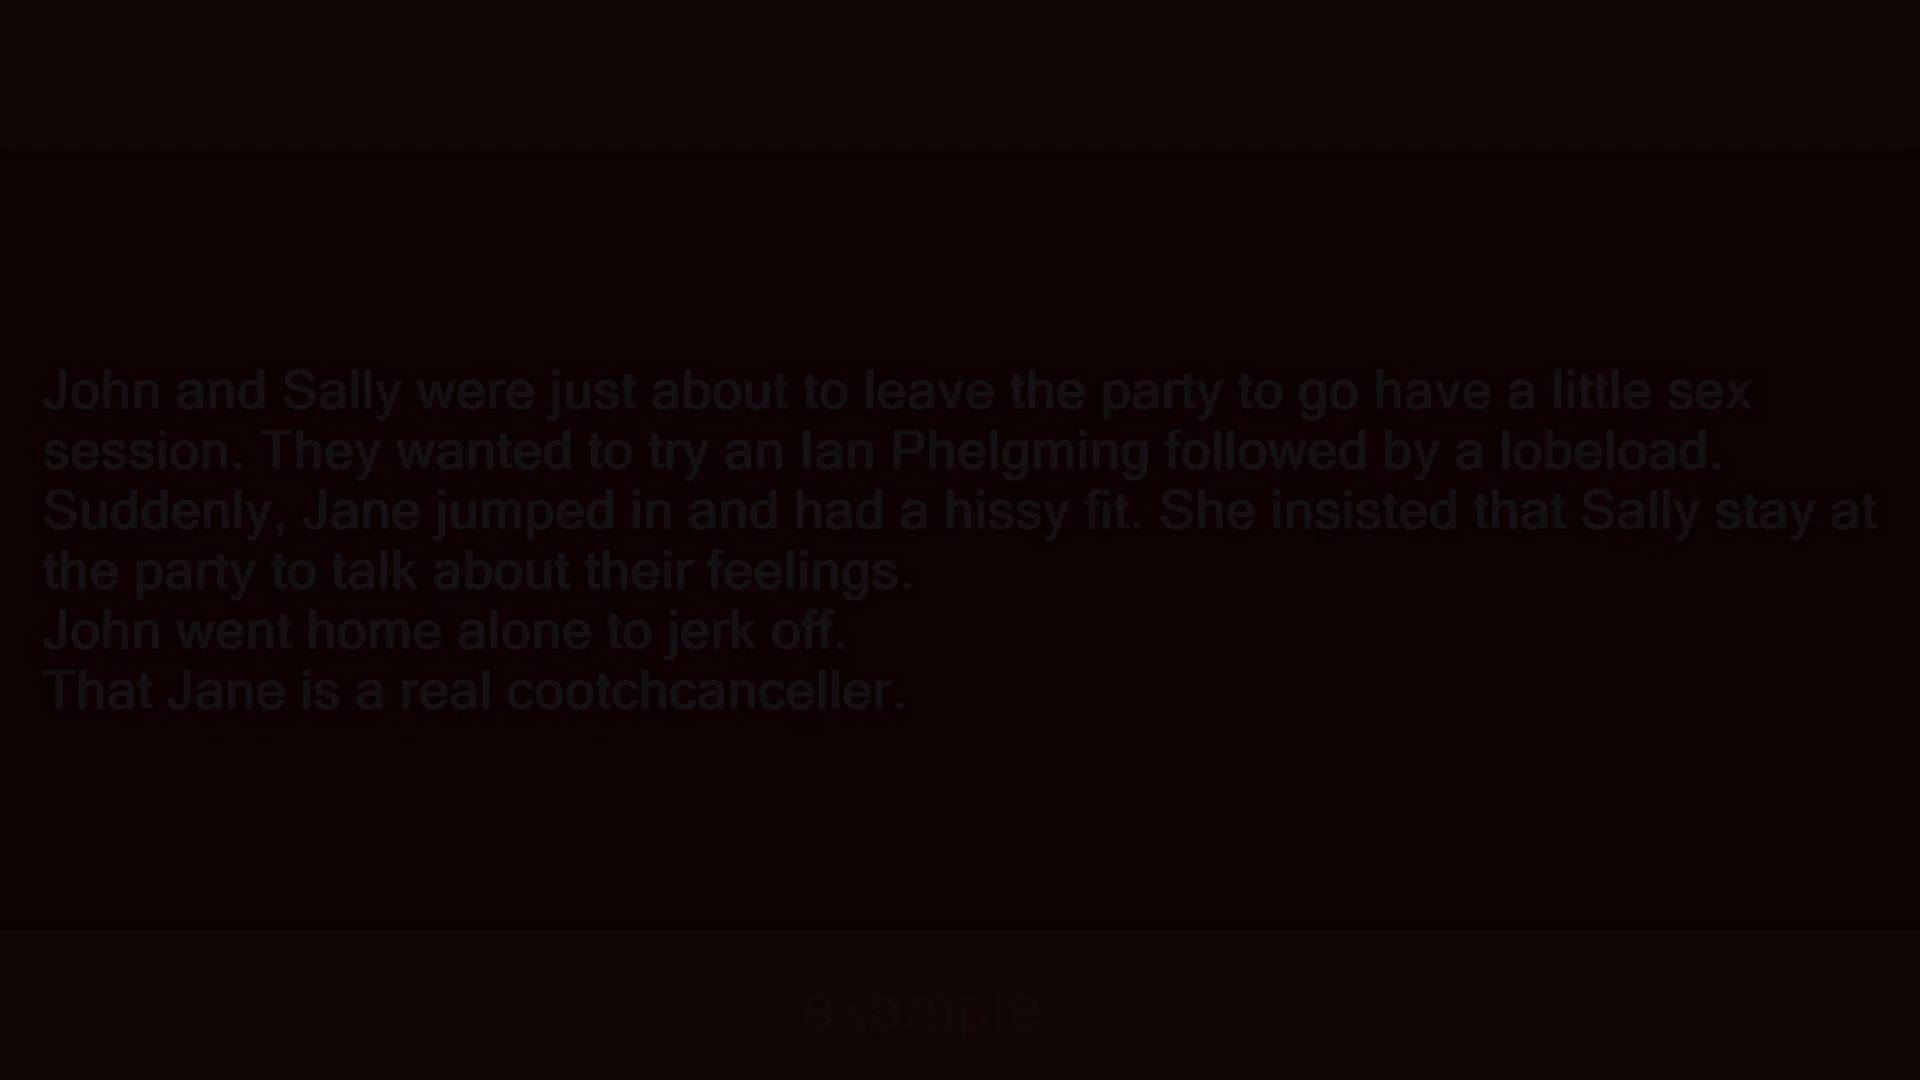 John and Sally were just about to leave the party to go have a little sex
session. They wanted to try an Ian Phelgming followed by a lobeload.
Suddenly, Jane jumped in and had a hissy fit. She insisted that Sally stay at
the party to talk about their feelings.
John went home alone to jerk off.
That Jane is a real cootchcanceller.
example